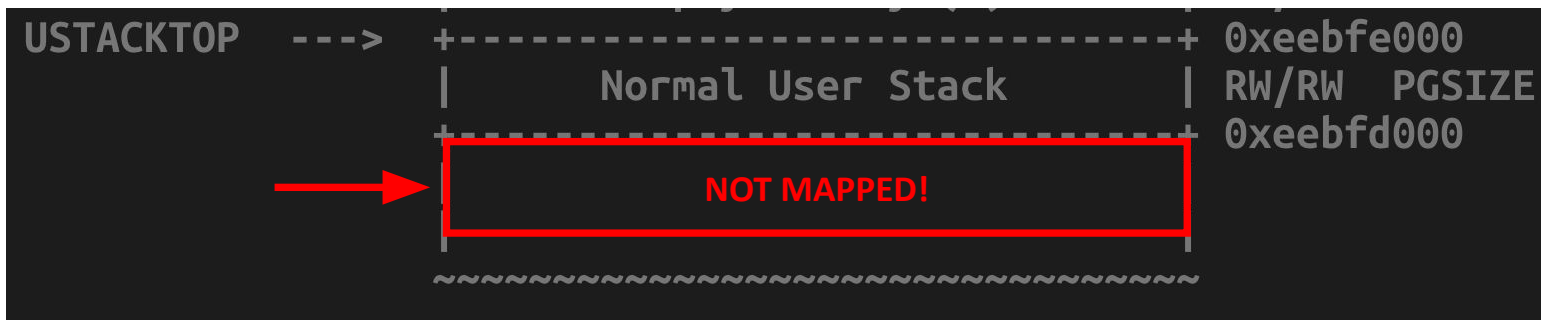 USTACKTOP ---> +------------------------------+ 0xeebfe000
| Normal User Stack | RW/RW PGSIZE
+------------------------------+ 0xeebfd000
NOT MAPPED!
~~~~~~~~~~~~~~~~~~~~~~~~~~~~~~~~